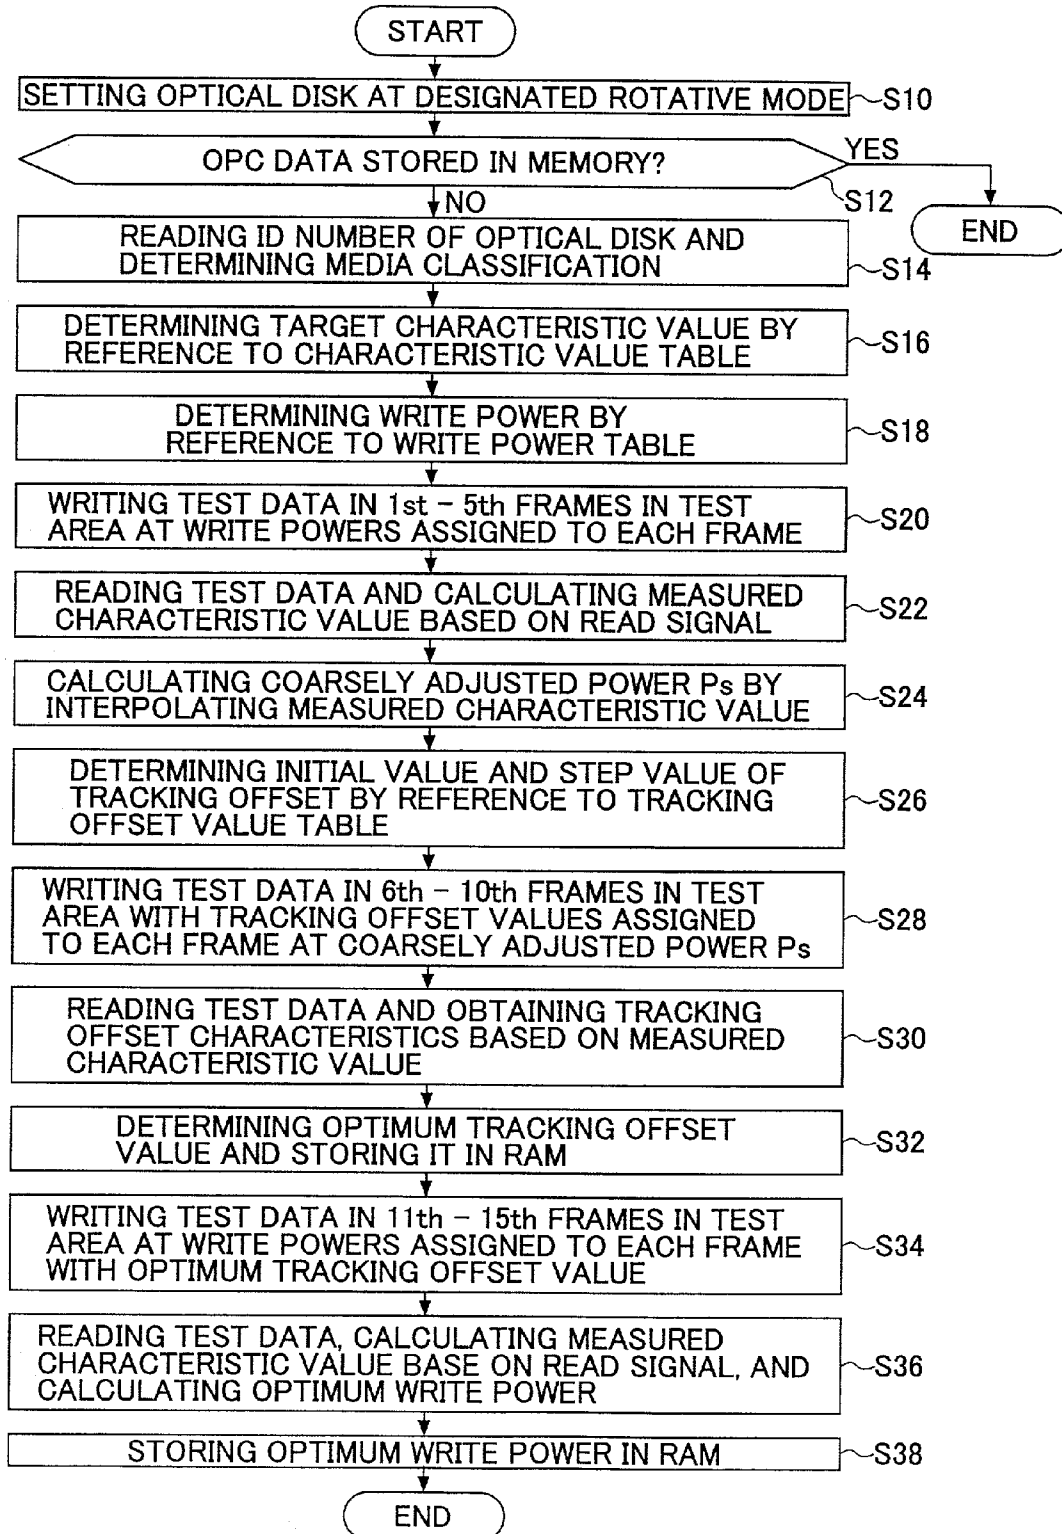 START
SETTING OPTICAL DISK AT DESIGNATED ROTATIVE MODE
S10
OPC DATA STORED IN MEMORY?
YES
S12
END
NO
READING ID NUMBER OF OPTICAL DISK AND
DETERMINING MEDIA CLASSIFICATION
S14
DETERMINING TARGET CHARACTERISTIC VALUE BY
REFERENCE TO CHARACTERISTIC VALUE TABLE
S16
DETERMINING WRITE POWER BY
REFERENCE TO WRITE POWER TABLE
S18
WRITING TEST DATA IN 1st - 5th FRAMES IN TEST
AREA AT WRITE POWERS ASSIGNED TO EACH FRAME
S20
READING TEST DATA AND CALCULATING MEASURED
CHARACTERISTIC VALUE BASED ON READ SIGNAL
S22
CALCULATING COARSELY ADJUSTED POWER Ps BY
INTERPOLATING MEASURED CHARACTERISTIC VALUE
S24
DETERMINING INITIAL VALUE AND STEP VALUE OF
TRACKING OFFSET BY REFERENCE TO TRACKING
OFFSET VALUE TABLE
S26
WRITING TEST DATA IN 6th - 10th FRAMES IN TEST
AREA WITH TRACKING OFFSET VALUES ASSIGNED
TO EACH FRAME AT COARSELY ADJUSTED POWER Ps
S28
READING TEST DATA AND OBTAINING TRACKING
OFFSET CHARACTERISTICS BASED ON MEASURED
CHARACTERISTIC VALUE
S30
DETERMINING OPTIMUM TRACKING OFFSET
VALUE AND STORING IT IN RAM
S32
WRITING TEST DATA IN 11th - 15th FRAMES IN TEST
AREA AT WRITE POWERS ASSIGNED TO EACH FRAME
WITH OPTIMUM TRACKING OFFSET VALUE
S34
READING TEST DATA, CALCULATING MEASURED
CHARACTERISTIC VALUE BASE ON READ SIGNAL, AND
CALCULATING OPTIMUM WRITE POWER
S36
STORING OPTIMUM WRITE POWER IN RAM
S38
END